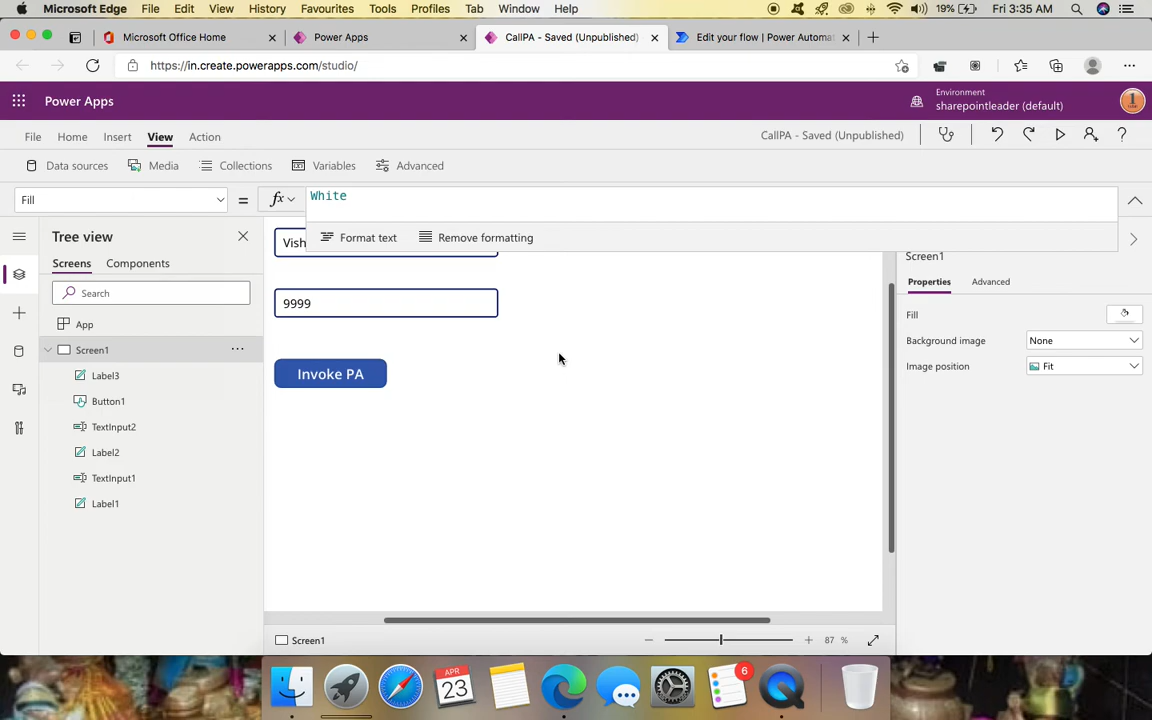 Microsoft Edge File Edit View History Favourites Tools Profiles Tab Window Help 19% Fri 3:35 AM
Microsoft Office Home Power Apps CallPA - Saved (Unpublished) Edit your flow | Power Automat
https://in.create.powerapps.com/studio/
Power Apps
Environment
sharepointleader (default)
File Home Insert View Action CallPA - Saved (Unpublished)
Data sources Media Collections Variables Advanced
Fill = fx White
Format text Remove formatting
Tree view
Screens Components
Search
App
Screen1
Label3
Button1
TextInput2
Label2
TextInput1
Label1
Vish
9999
Invoke PA
Screen1
Properties Advanced
Fill
Background image None
Image position Fit
Screen1 87 %
APR
23
6